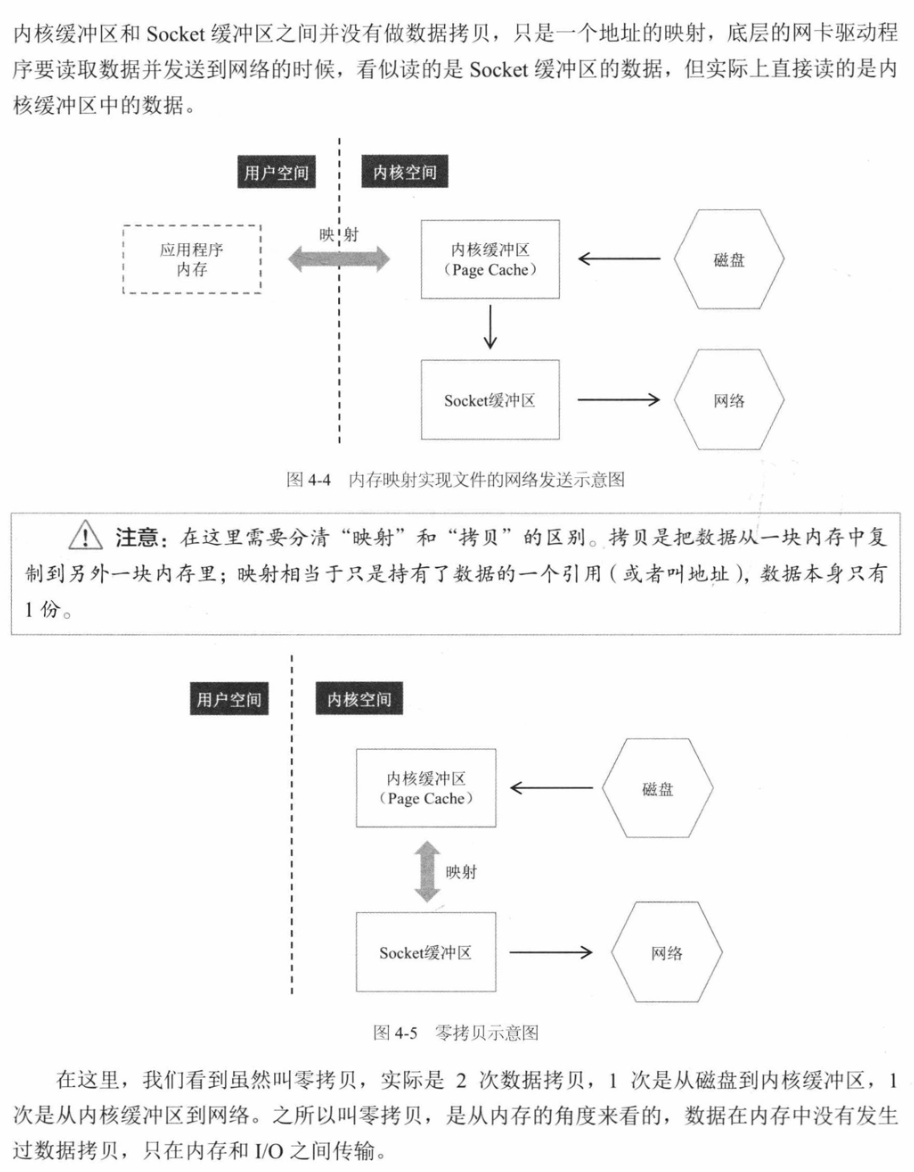 内核缓冲区和 Socket 缓冲区之间并没有做数据拷贝，只是一个地址的映射，底层的网卡驱动程
序要读取数据并发送到网络的时候，看似读的是 Socket 缓冲区的数据，但实际上直接读的是内
核缓冲区中的数据。
用户空间
内核空间
应用程序
内存
映 射
内核缓冲区
（Page Cache）
磁盘
Socket缓冲区
网络
图 4-4 内存映射实现文件的网络发送示意图
注意：在这里需要分清“映射”和“拷贝”的区别。拷贝是把数据从一块内存中复
制到另外一块内存里；映射相当于只是持有了数据的一个引用（或者叫地址），数据本身只有
1 份。
用户空间
内核空间
内核缓冲区
（Page Cache）
磁盘
映射
Socket缓冲区
网络
图 4-5 零拷贝示意图
在这里，我们看到虽然叫零拷贝，实际是 2 次数据拷贝，1 次是从磁盘到内核缓冲区，1
次是从内核缓冲区到网络。之所以叫零拷贝，是从内存的角度来看的，数据在内存中没有发生
过数据拷贝，只在内存和 I/O 之间传输。